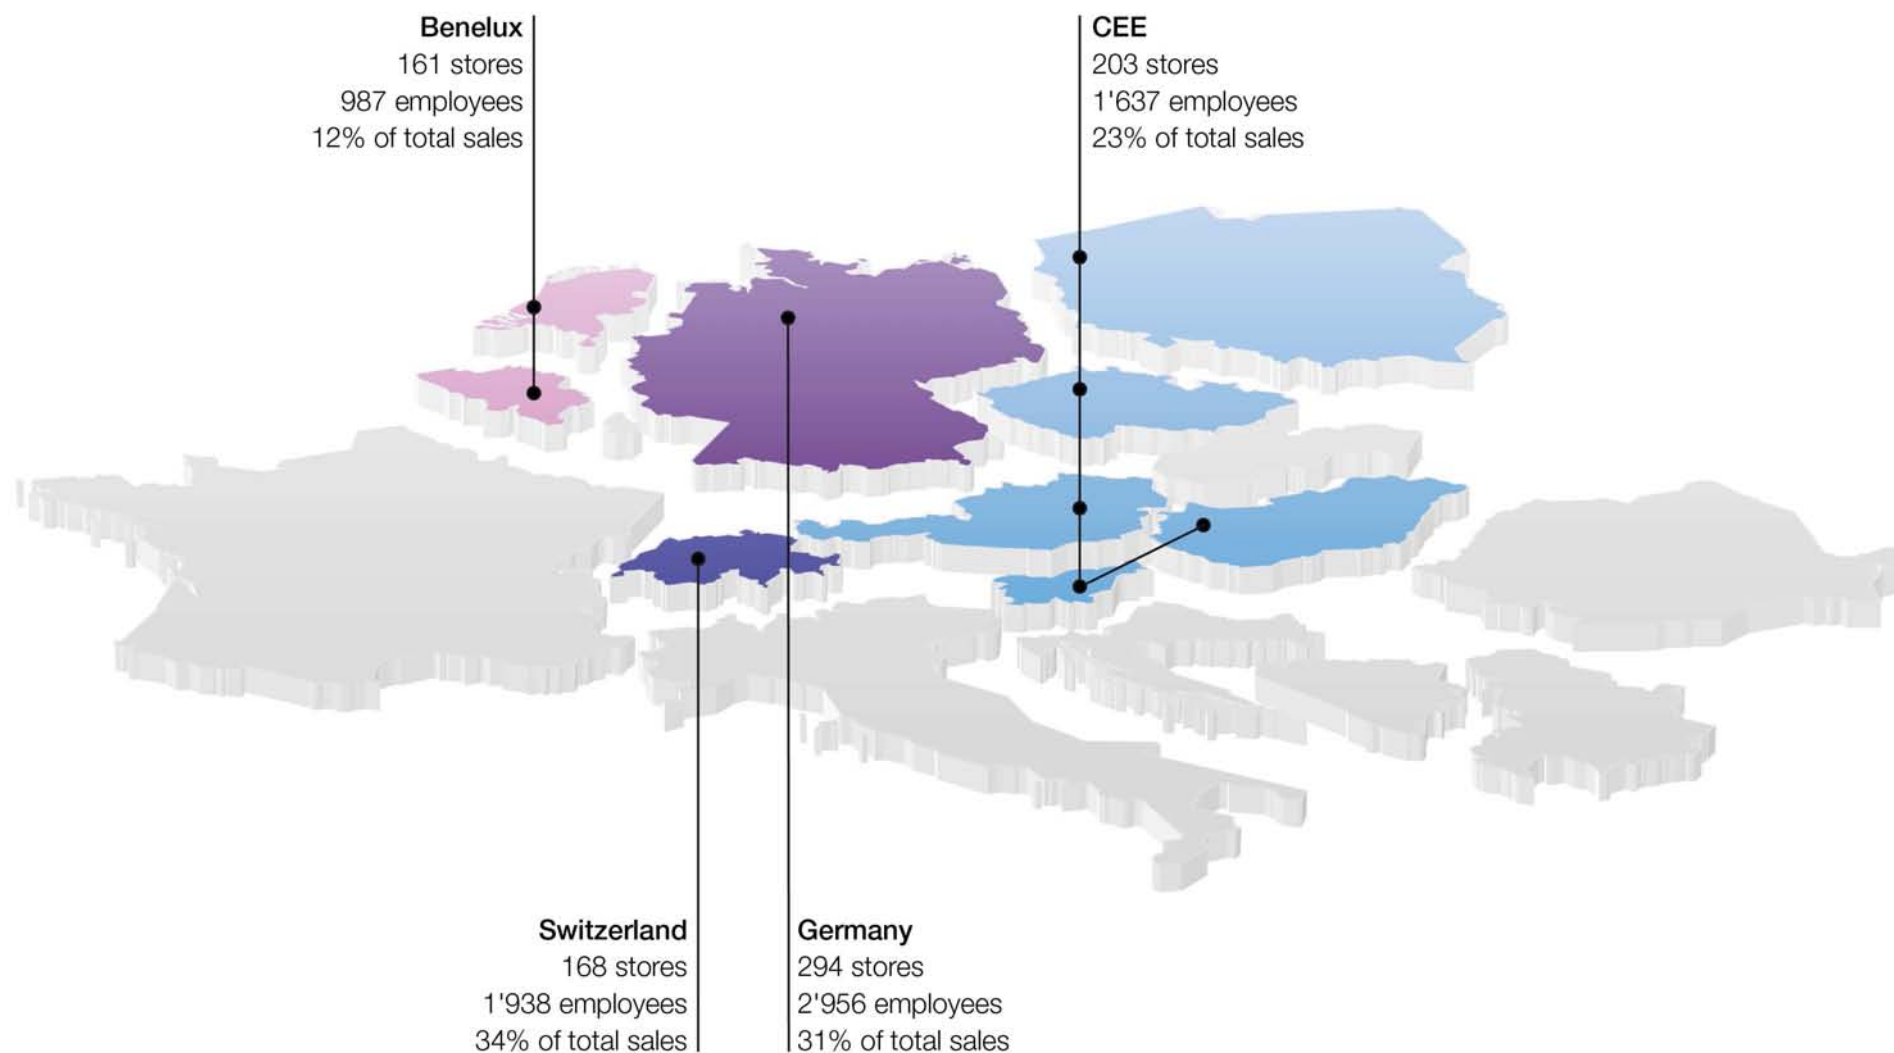 Benelux
161 stores
987 employees
12% of total sales
CEE
203 stores
1'637 employees
23% of total sales
Switzerland
168 stores
1'938 employees
34% of total sales
Germany
294 stores
2'956 employees
31% of total sales